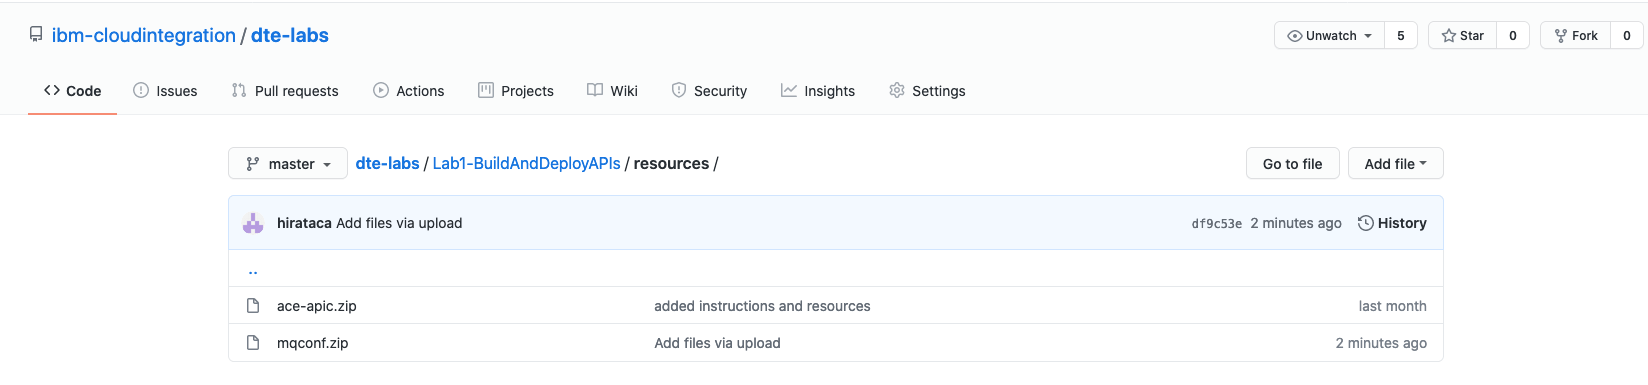 ibm-cloudintegration / dte-labs Unwatch 5 Star 0 Fork 0
Code Issues Pull requests Actions Projects Wiki Security Insights Settings
master dte-labs / Lab1-BuildAndDeployAPIs / resources / Go to file Add file
hirataca Add files via upload df9c53e 2 minutes ago History
..
ace-apic.zip added instructions and resources last month
mqconf.zip Add files via upload 2 minutes ago